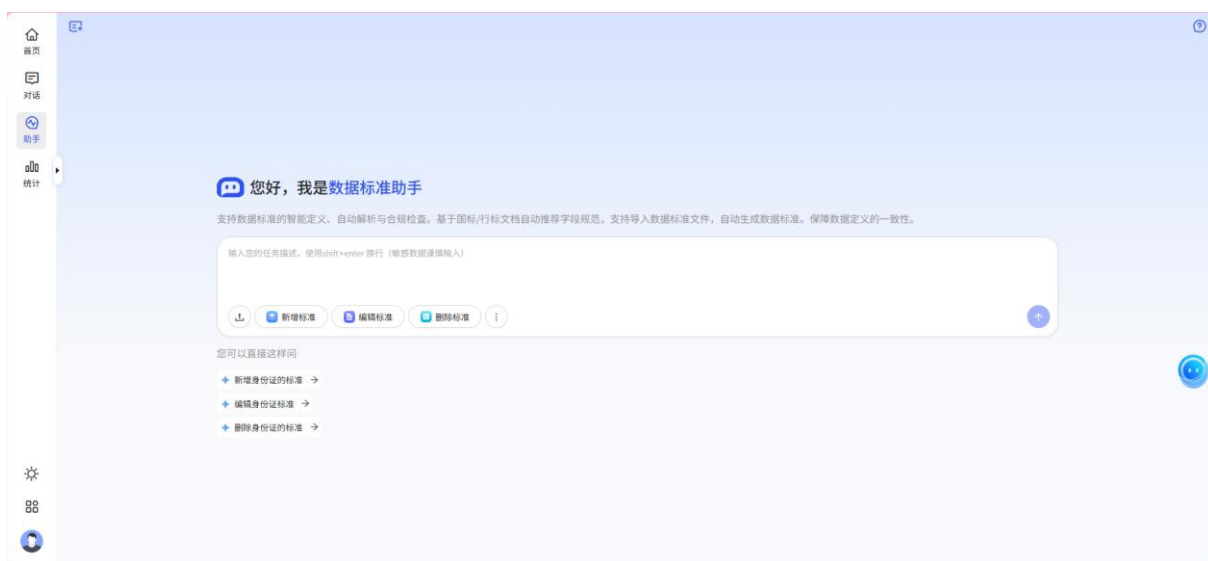 首页
对话
助手
统计
您好，我是数据标准助手
支持数据标准的智能定义、自动解析与合规检查。基于国标/行标文档自动推荐字段规范，支持导入数据标准文件，自动生成数据标准。保障数据定义的一致性。
输入您的任务描述，使用shift+enter 换行（敏感数据谨慎输入）
新增标准 编辑标准 删除标准
您可以直接这样问
新增身份证的标准
编辑身份证标准
删除身份证的标准